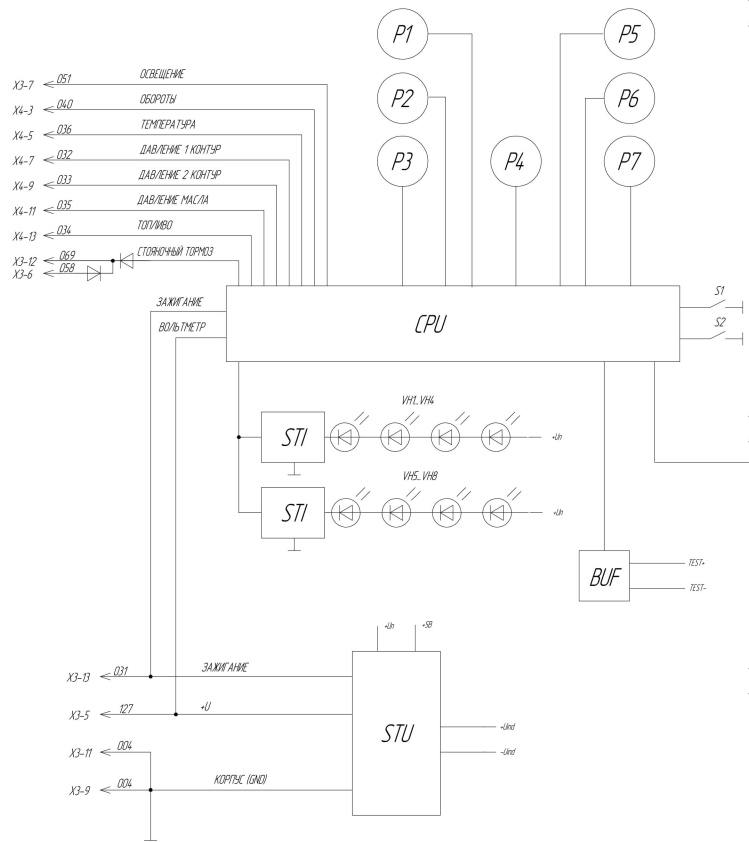 P1
P5
P2
P6
P3
P4
P7
X3-7 051 ОСВЕЩЕНИЕ
X4-3 040 ОБОРОТЫ
X4-5 036 ТЕМПЕРАТУРА
X4-7 032 ДАВЛЕНИЕ 1 КОНТУР
X4-9 033 ДАВЛЕНИЕ 2 КОНТУР
X4-11 035 ДАВЛЕНИЕ МАСЛА
X4-13 034 ТОПЛИВО
X3-12 069 СТОЯНОЧНЫЙ ТОРМОЗ
X3-6 058
ЗАЖИГАНИЕ
ВОЛЬТМЕТР
CPU
S1
S2
VH1...VH4
STI
+Un
VH5...VH8
STI
+Un
BUF
TEST+
TEST-
+Un
+5В
X3-13 031 ЗАЖИГАНИЕ
X3-5 127 +U
STU
+Uind
-Uind
X3-11 004
X3-9 004 КОРПУС (GND)